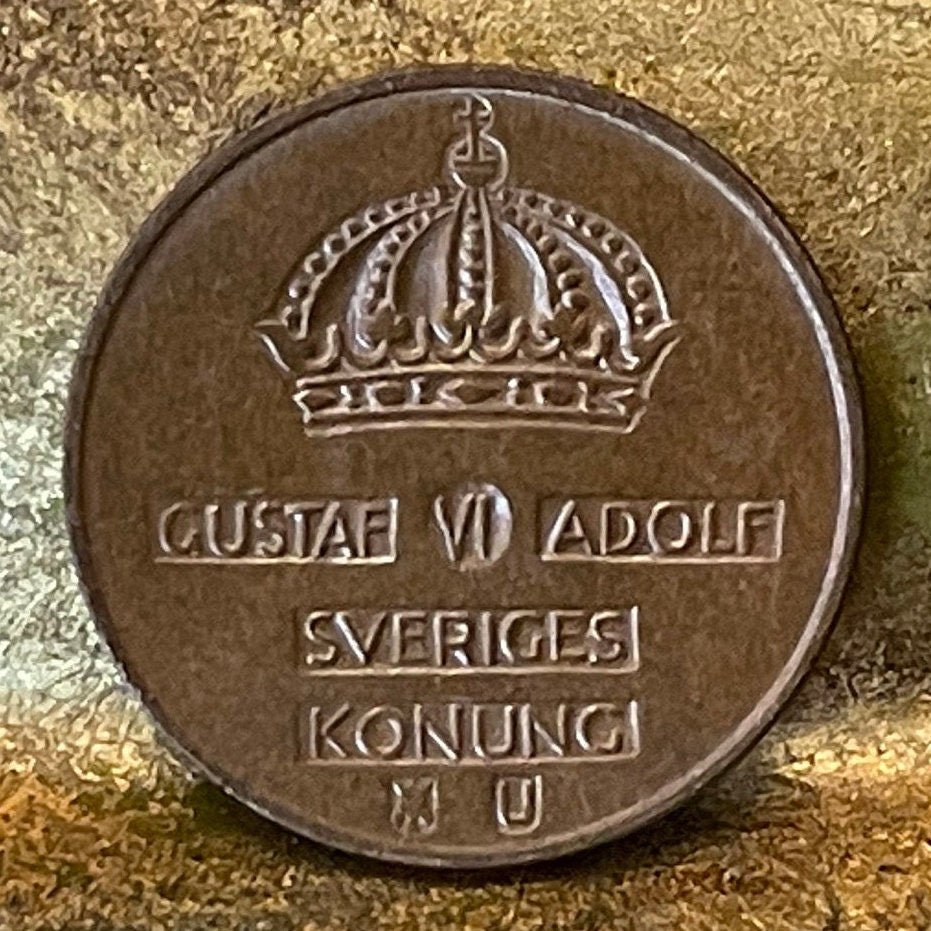 GUSTAF VI ADOLF
SVERIGES
KONUNG
U